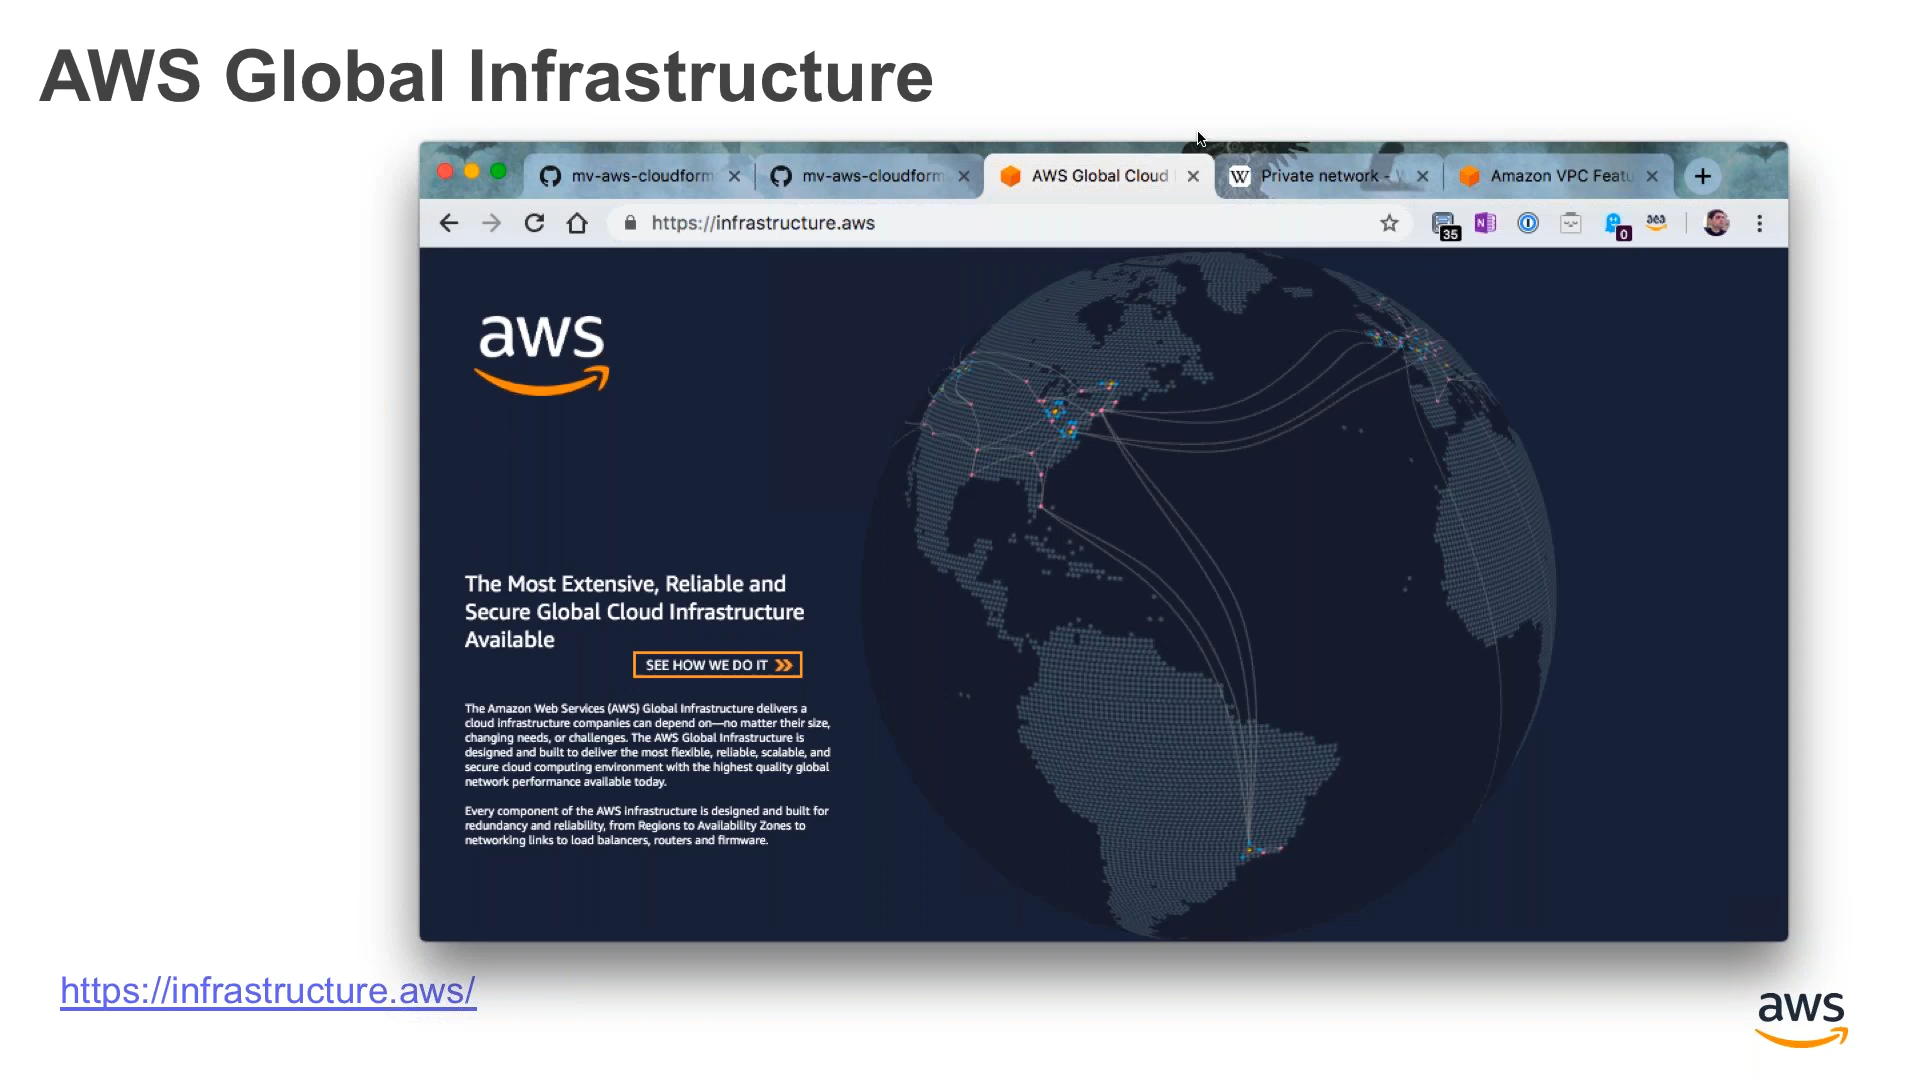 AWS Global Infrastructure
mv-aws-cloudform
mv-aws-cloudform
AWS Global Cloud
Private network -
Amazon VPC Featu
https://infrastructure.aws
35
0
aws
The Most Extensive, Reliable and
Secure Global Cloud Infrastructure
Available
SEE HOW WE DO IT
The Amazon Web Services (AWS) Global Infrastructure delivers a
cloud infrastructure companies can depend on—no matter their size,
changing needs, or challenges. The AWS Global Infrastructure is
designed and built to deliver the most flexible, reliable, scalable, and
secure cloud computing environment with the highest quality global
network performance available today.
Every component of the AWS infrastructure is designed and built for
redundancy and reliability, from Regions to Availability Zones to
networking links to load balancers, routers and firmware.
https://infrastructure.aws/
aws